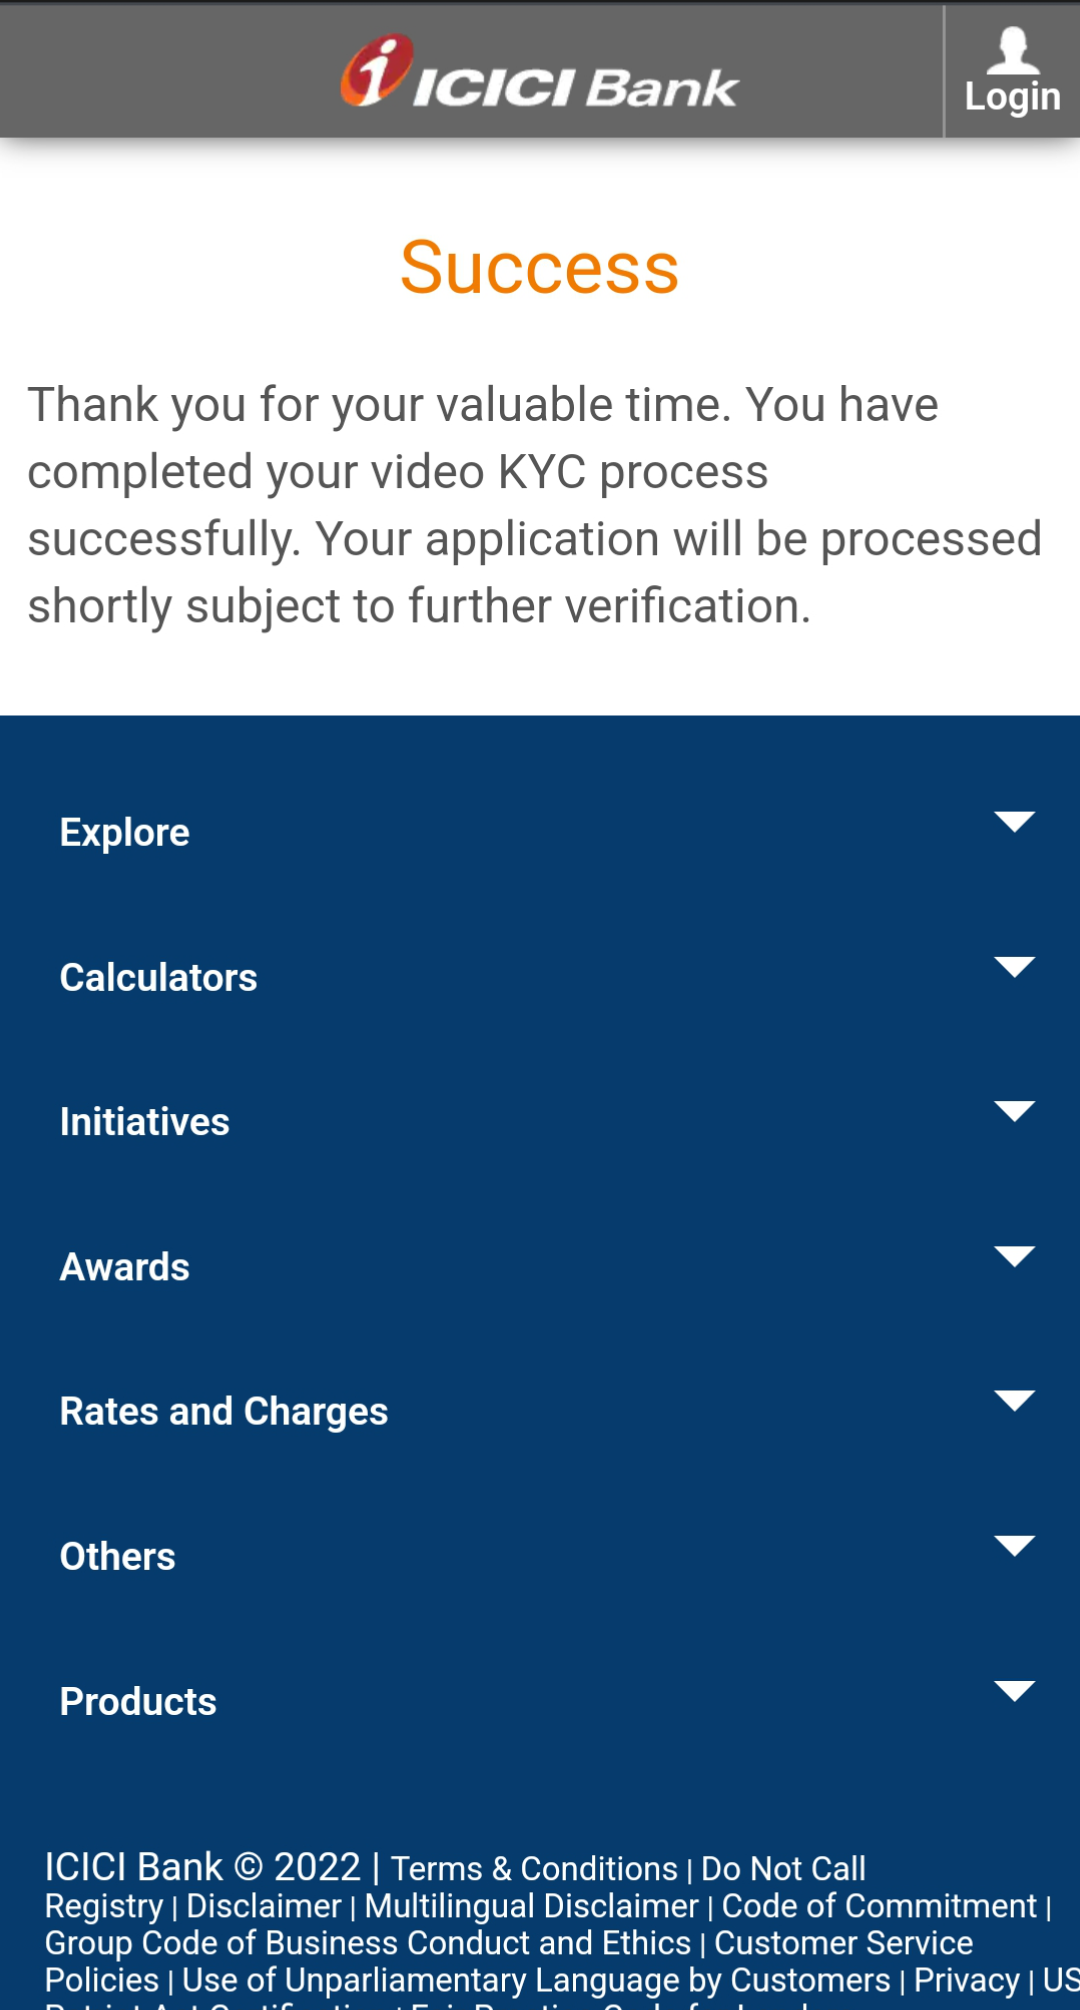 ICICI Bank
Login
Success
Thank you for your valuable time. You have
completed your video KYC process
successfully. Your application will be processed
shortly subject to further verification.
Explore
Calculators
Initiatives
Awards
Rates and Charges
Others
Products
ICICI Bank © 2022 | Terms & Conditions | Do Not Call
Registry | Disclaimer | Multilingual Disclaimer | Code of Commitment |
Group Code of Business Conduct and Ethics | Customer Service
Policies | Use of Unparliamentary Language by Customers | Privacy | US